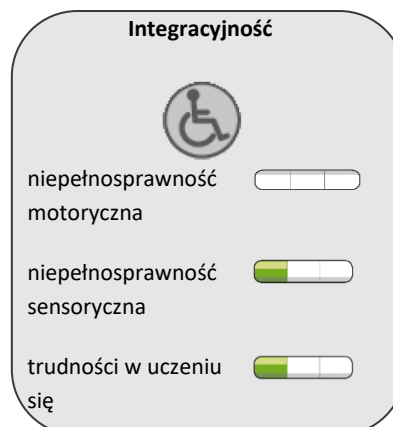 Integracyjność
niepełnosprawność
motoryczna
niepełnosprawność
sensoryczna
trudności w uczeniu
się